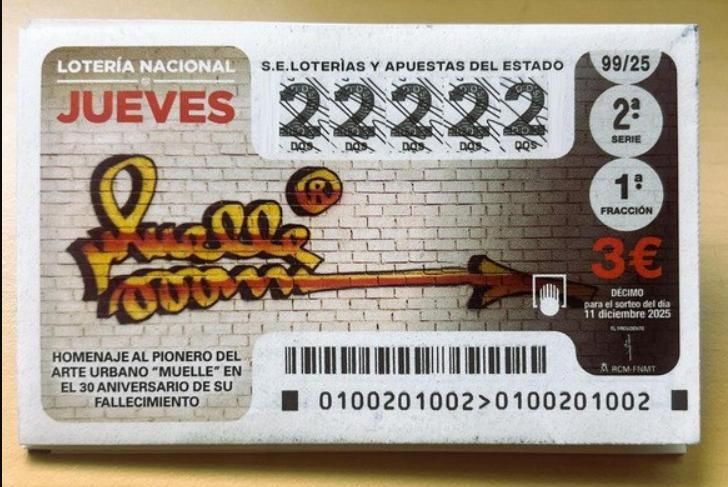 LOTERÍA NACIONAL
JUEVES
S.E.LOTERÌAS Y APUESTAS DEL ESTADO
22222
DOS DOS DOS DOS DOS
99/25
2ª
SERIE
1ª
FRACCIÓN
3€
DÉCIMO
para el sorteo del día
11 diciembre 2025
EL PRESIDENTE
RCM-FNMT
Muelle
R
HOMENAJE AL PIONERO DEL
ARTE URBANO "MUELLE" EN
EL 30 ANIVERSARIO DE SU
FALLECIMIENTO
0100201002>0100201002